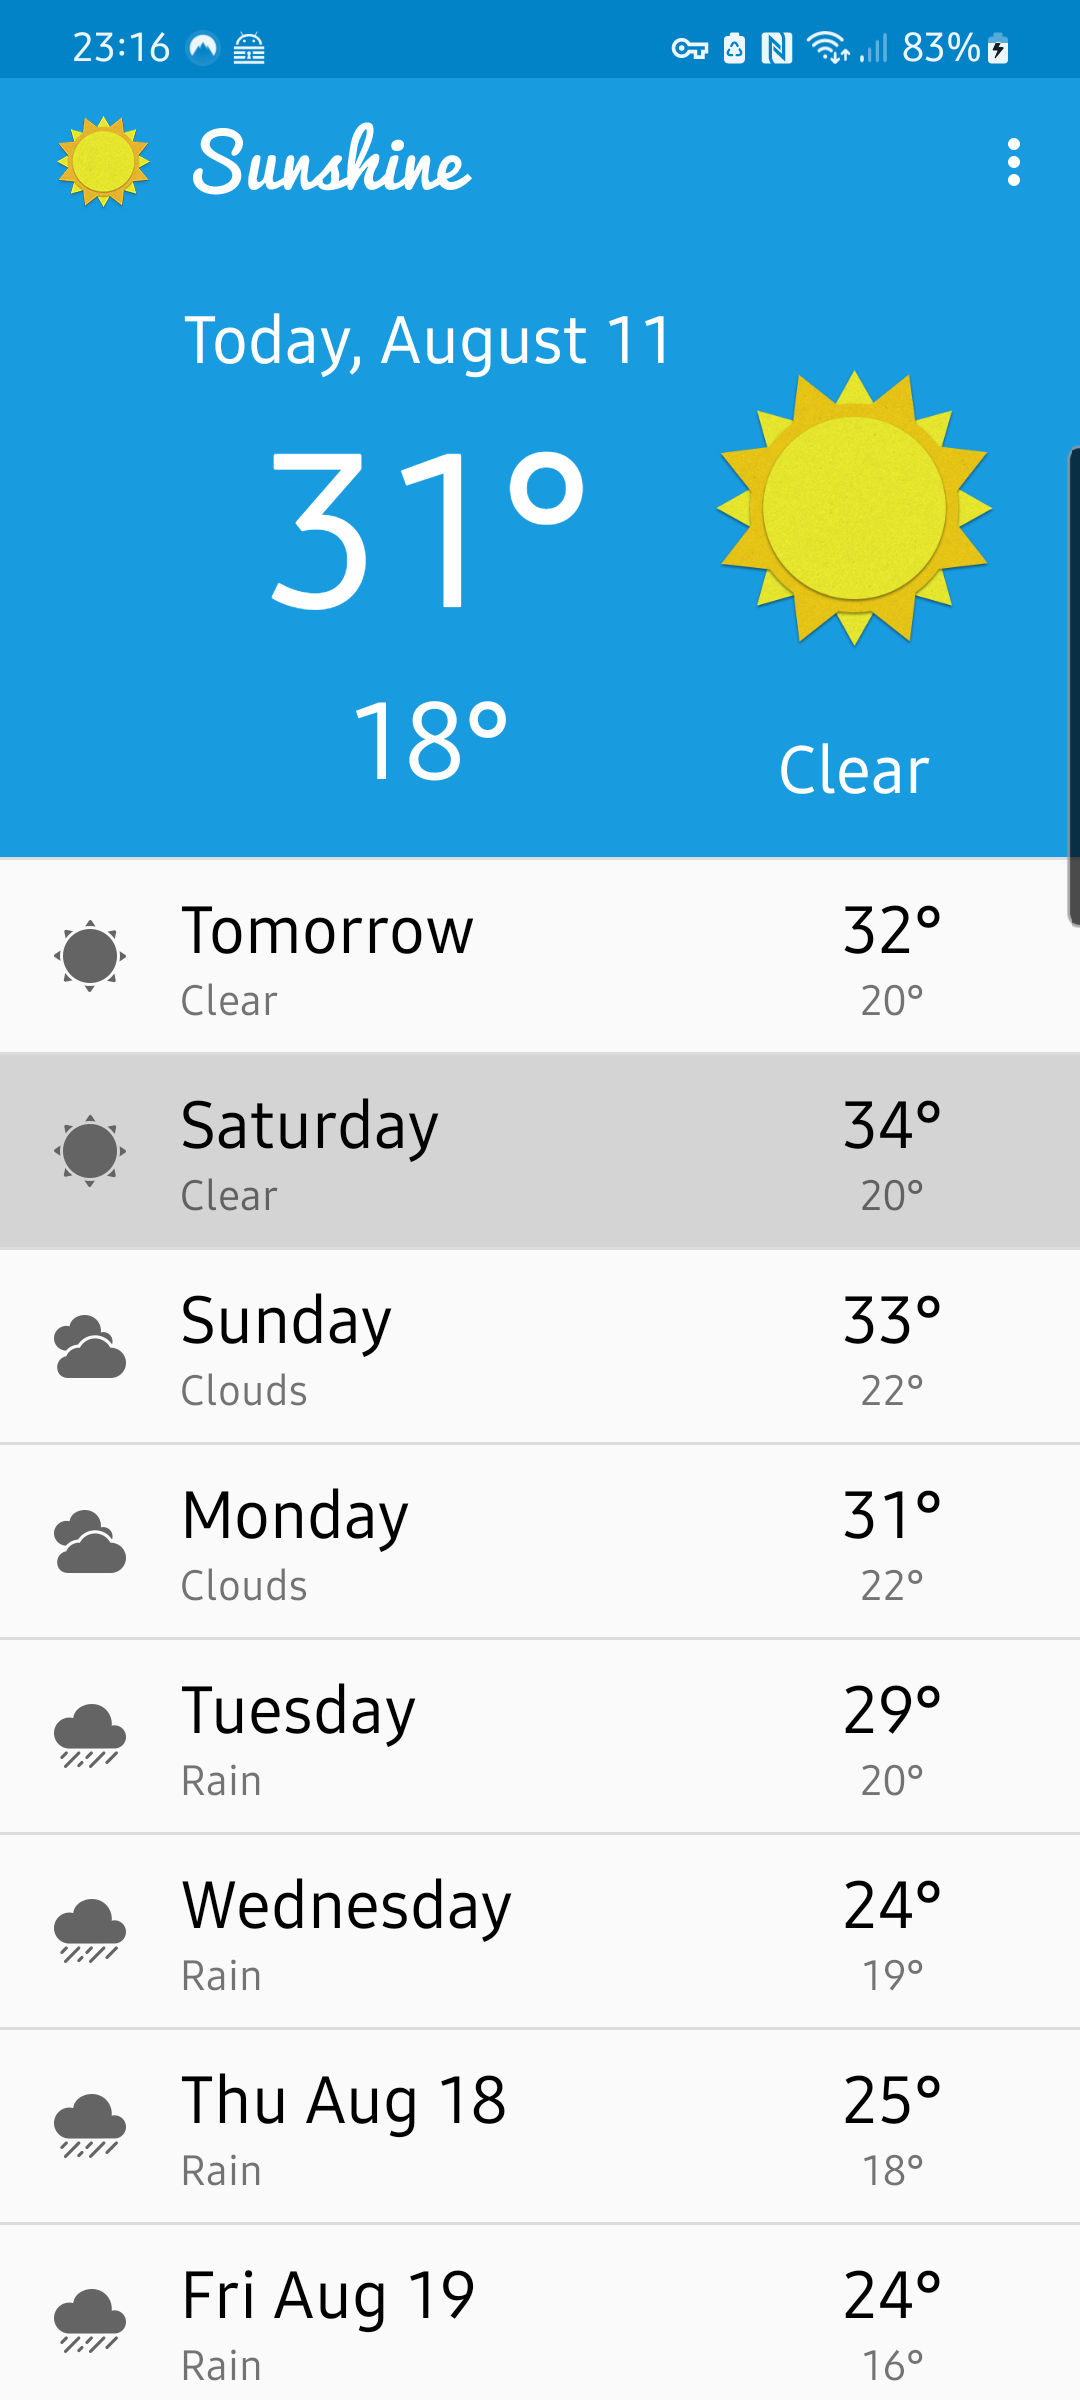 23:16 83%
Sunshine
Today, August 11
31°
18°
Clear
Tomorrow 32°
Clear 20°
Saturday 34°
Clear 20°
Sunday 33°
Clouds 22°
Monday 31°
Clouds 22°
Tuesday 29°
Rain 20°
Wednesday 24°
Rain 19°
Thu Aug 18 25°
Rain 18°
Fri Aug 19 24°
Rain 16°